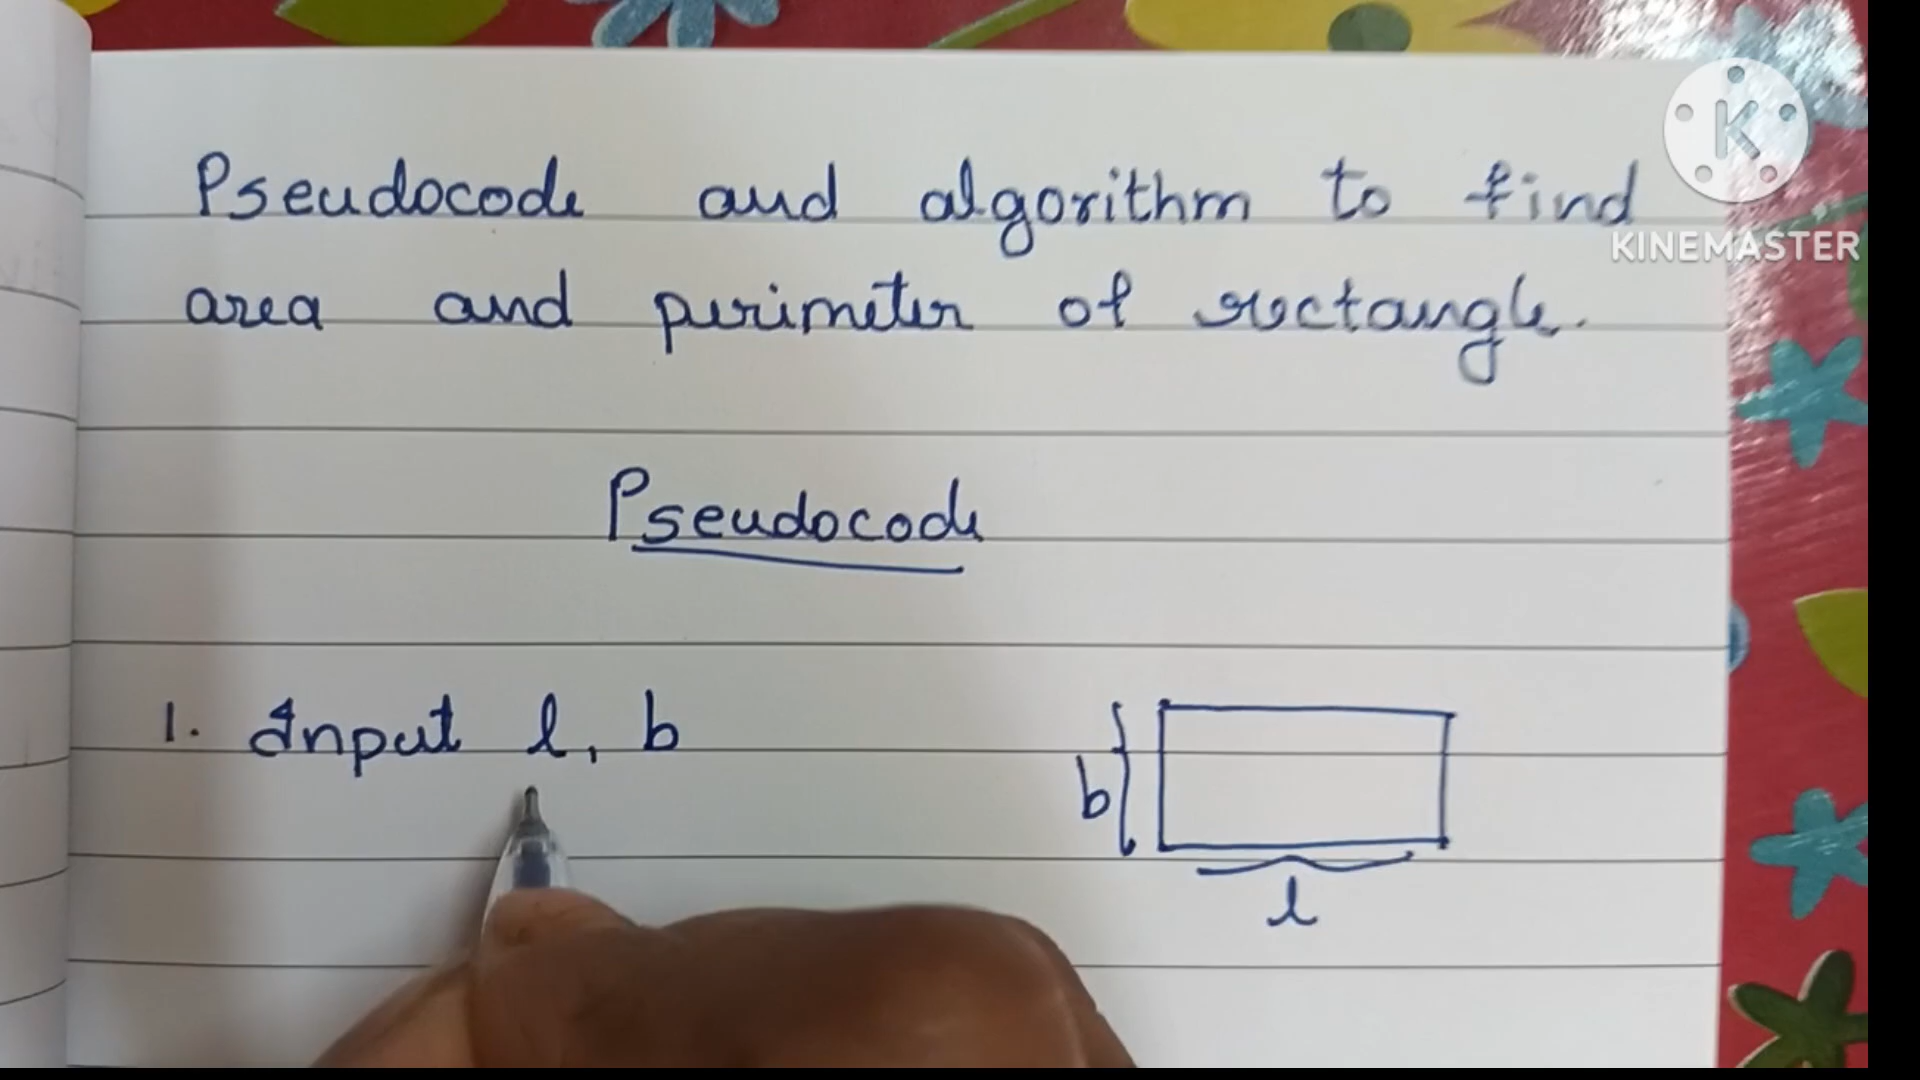 Pseudocode and algorithm to find
area and perimeter of rectangle.
Pseudocode
1. Input l, b
b
l
K
KINEMASTER